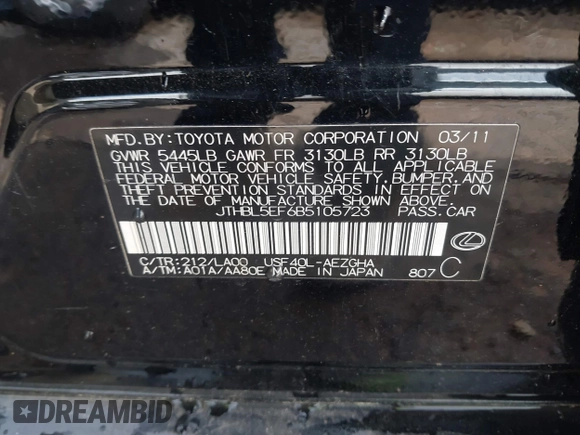 MFD. BY: TOYOTA MOTOR CORPORATION 03/11
GVWR 5445LB GAWR FR 3130LB RR 3130LB
THIS VEHICLE CONFORMS TO ALL APPLICABLE
FEDERAL MOTOR VEHICLE SAFETY, BUMPER, AND
THEFT PREVENTION STANDARDS IN EFFECT ON
THE DATE OF MANUFACTURE SHOWN ABOVE.
JTHBL5EF6B5105723 PASS. CAR
C/TR: 212/LA00 USF40L-AEZGHA
A/TM: A01A/AA80E MADE IN JAPAN 807 C
DREAMBID